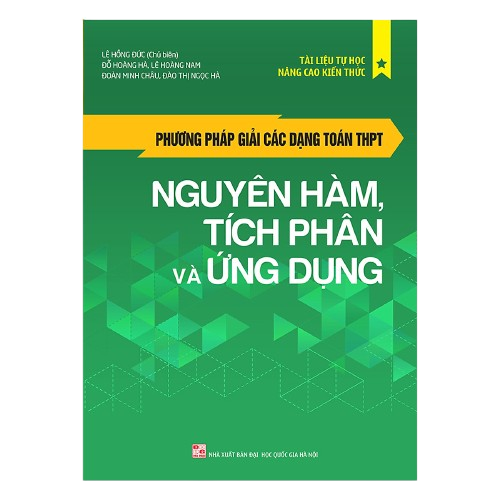 LÊ HỒNG ĐỨC (Chủ biên)
ĐỖ HOÀNG HÀ, LÊ HOÀNG NAM
ĐOÀN MINH CHÂU, ĐÀO THỊ NGỌC HÀ
TÀI LIỆU TỰ HỌC
NÂNG CAO KIẾN THỨC
PHƯƠNG PHÁP GIẢI CÁC DẠNG TOÁN THPT
NGUYÊN HÀM,
TÍCH PHÂN
VÀ ỨNG DỤNG
NHÀ XUẤT BẢN ĐẠI HỌC QUỐC GIA HÀ NỘI